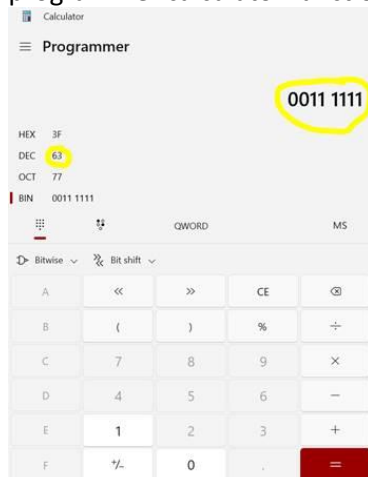 Calculator
Programmer
0011 1111
HEX 3F
DEC 63
OCT 77
BIN 0011 1111
QWORD MS
Bitwise Bit shift
A << >> CE
B ( ) % ÷
C 7 8 9 ×
D 4 5 6 −
E 1 2 3 +
F +/− 0 . =